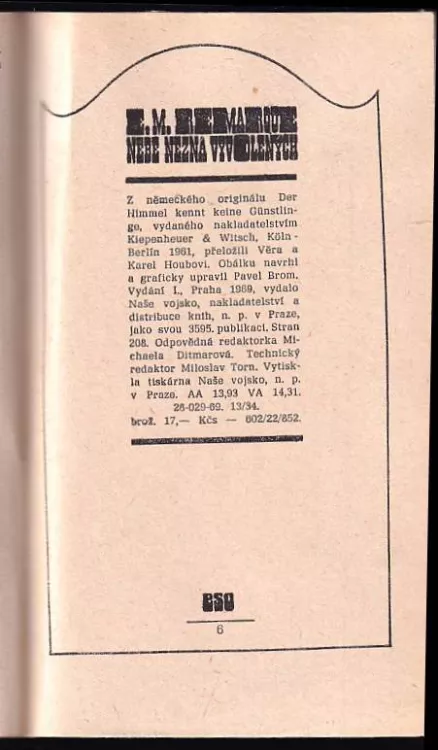 E. M. REMARQUE
NEBE NEZNÁ VYVOLENÝCH
Z německého originálu Der
Himmel kennt keine Günstlin-
ge, vydaného nakladatelstvím
Kiepenheuer & Witsch, Köln-
Berlin 1961, přeložili Věra a
Karel Houbovi. Obálku navrhl
a graficky upravil Pavel Brom.
Vydání I., Praha 1969, vydalo
Naše vojsko, nakladatelství a
distribuce knih, n. p. v Praze,
jako svou 3595. publikaci. Stran
208. Odpovědná redaktorka Mi-
chaela Ditmarová. Technický
redaktor Miloslav Torn. Vytisk-
la tiskárna Naše vojsko, n. p.
v Praze. AA 13,93 VA 14,31.
28-029-69. 13/34.
brož. 17,— Kčs — 602/22/852.
6